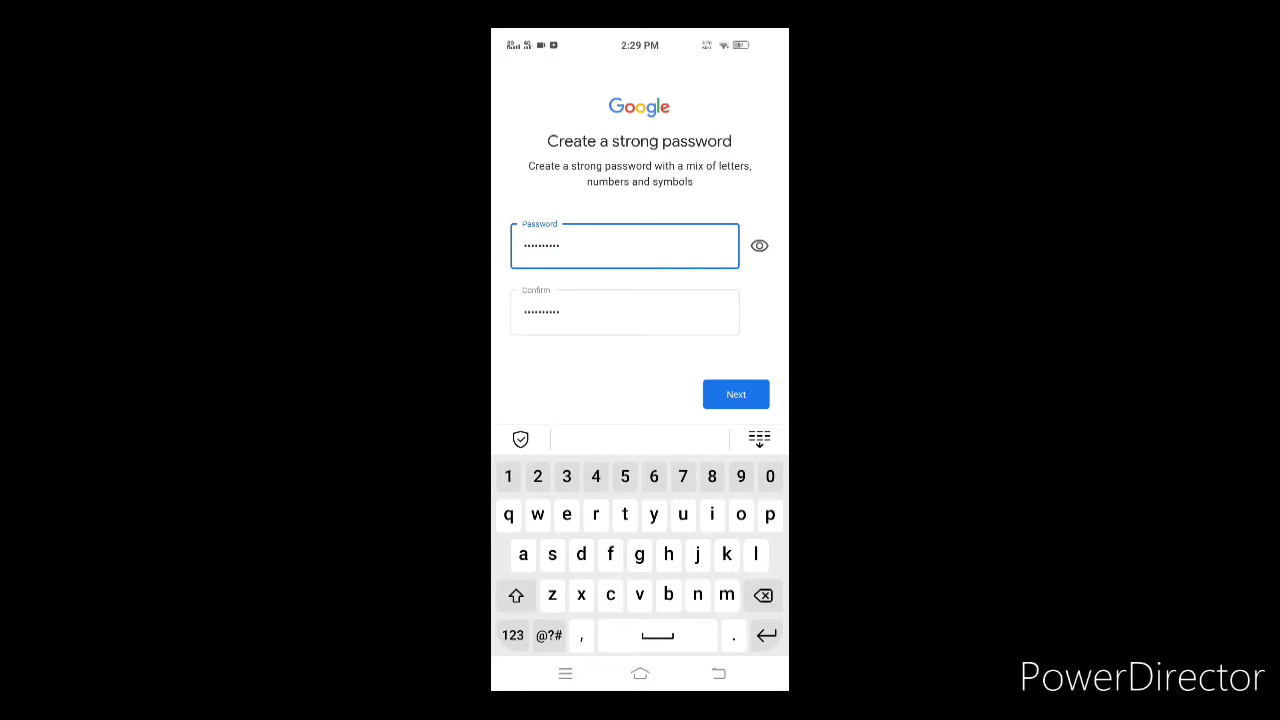 2:29 PM
Google
Create a strong password
Create a strong password with a mix of letters,
numbers and symbols
Password
••••••••••
Confirm
••••••••••
Next
1 2 3 4 5 6 7 8 9 0
q w e r t y u i o p
a s d f g h j k l
z x c v b n m
123 @?# , .
PowerDirector